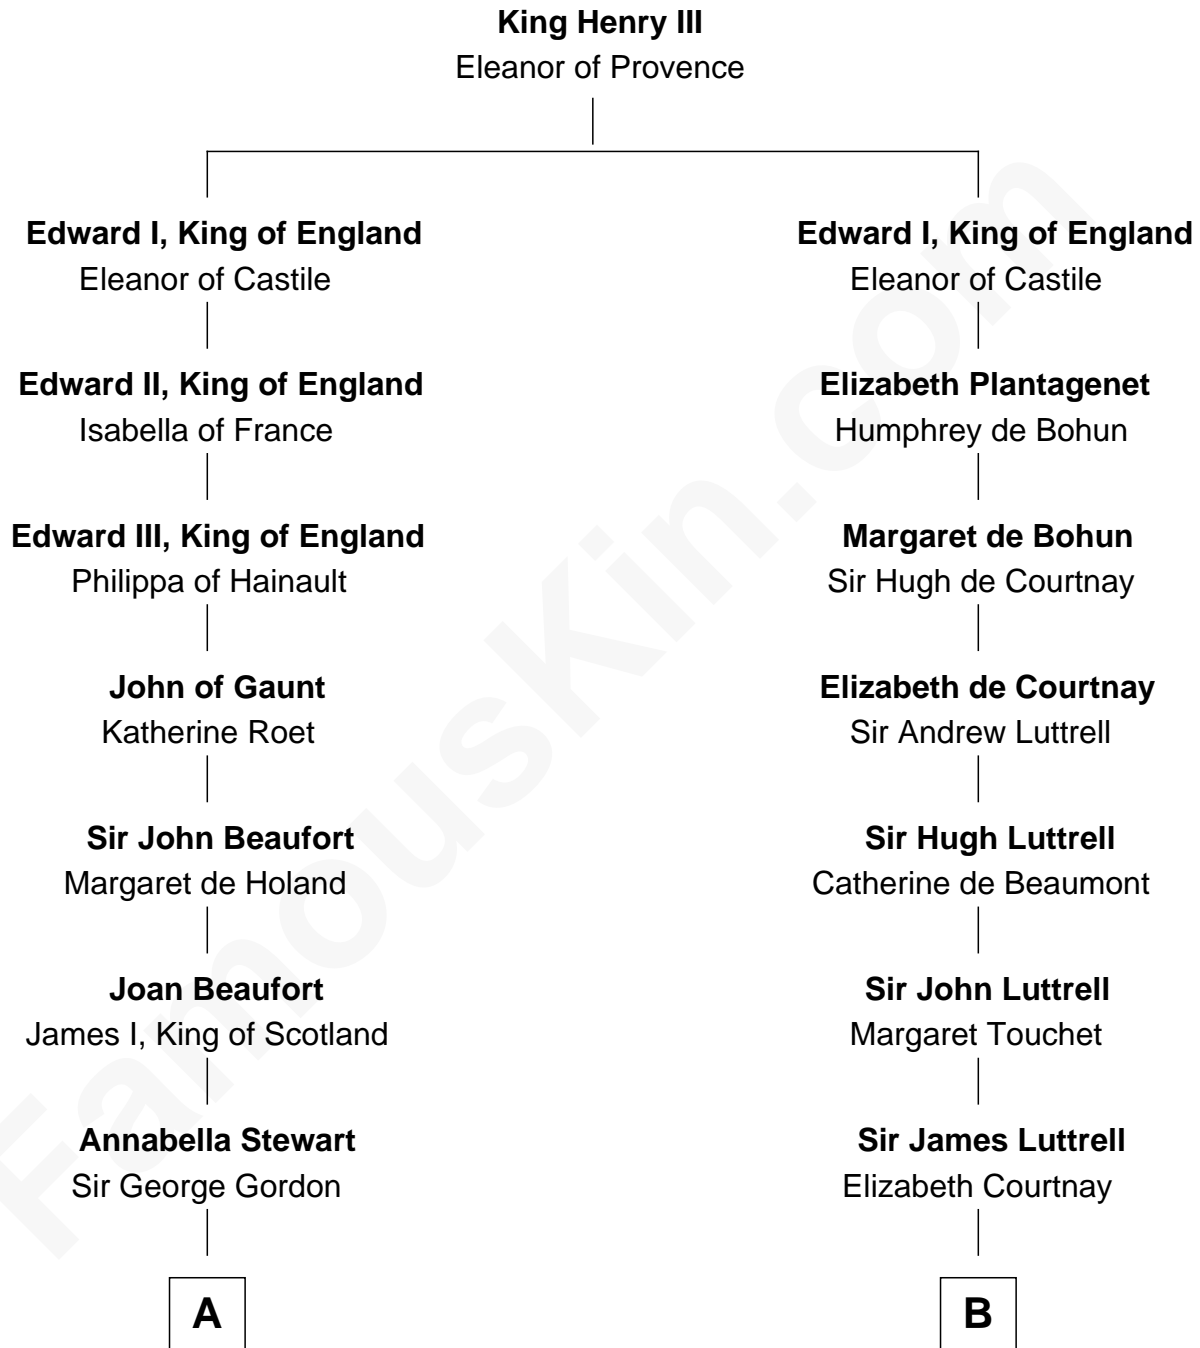 King Henry III
Eleanor of Provence
Edward I, King of England
Eleanor of Castile
Edward II, King of England
Isabella of France
Edward III, King of England
Philippa of Hainault
John of Gaunt
Katherine Roet
Sir John Beaufort
Margaret de Holand
Joan Beaufort
James I, King of Scotland
Annabella Stewart
Sir George Gordon
A
Edward I, King of England
Eleanor of Castile
Elizabeth Plantagenet
Humphrey de Bohun
Margaret de Bohun
Sir Hugh de Courtnay
Elizabeth de Courtnay
Sir Andrew Luttrell
Sir Hugh Luttrell
Catherine de Beaumont
Sir John Luttrell
Margaret Touchet
Sir James Luttrell
Elizabeth Courtnay
B
FamousKin.com